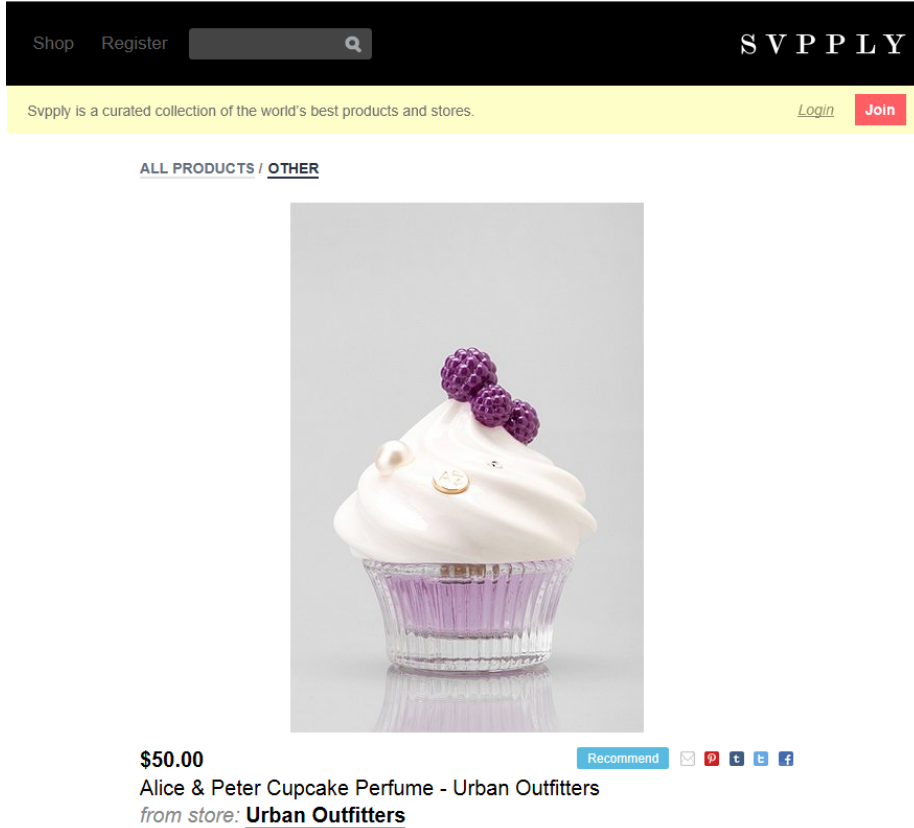 Shop Register
SVPPLY
Svpply is a curated collection of the world's best products and stores.
Login Join
ALL PRODUCTS / OTHER
$50.00
Recommend
Alice & Peter Cupcake Perfume - Urban Outfitters
from store: Urban Outfitters